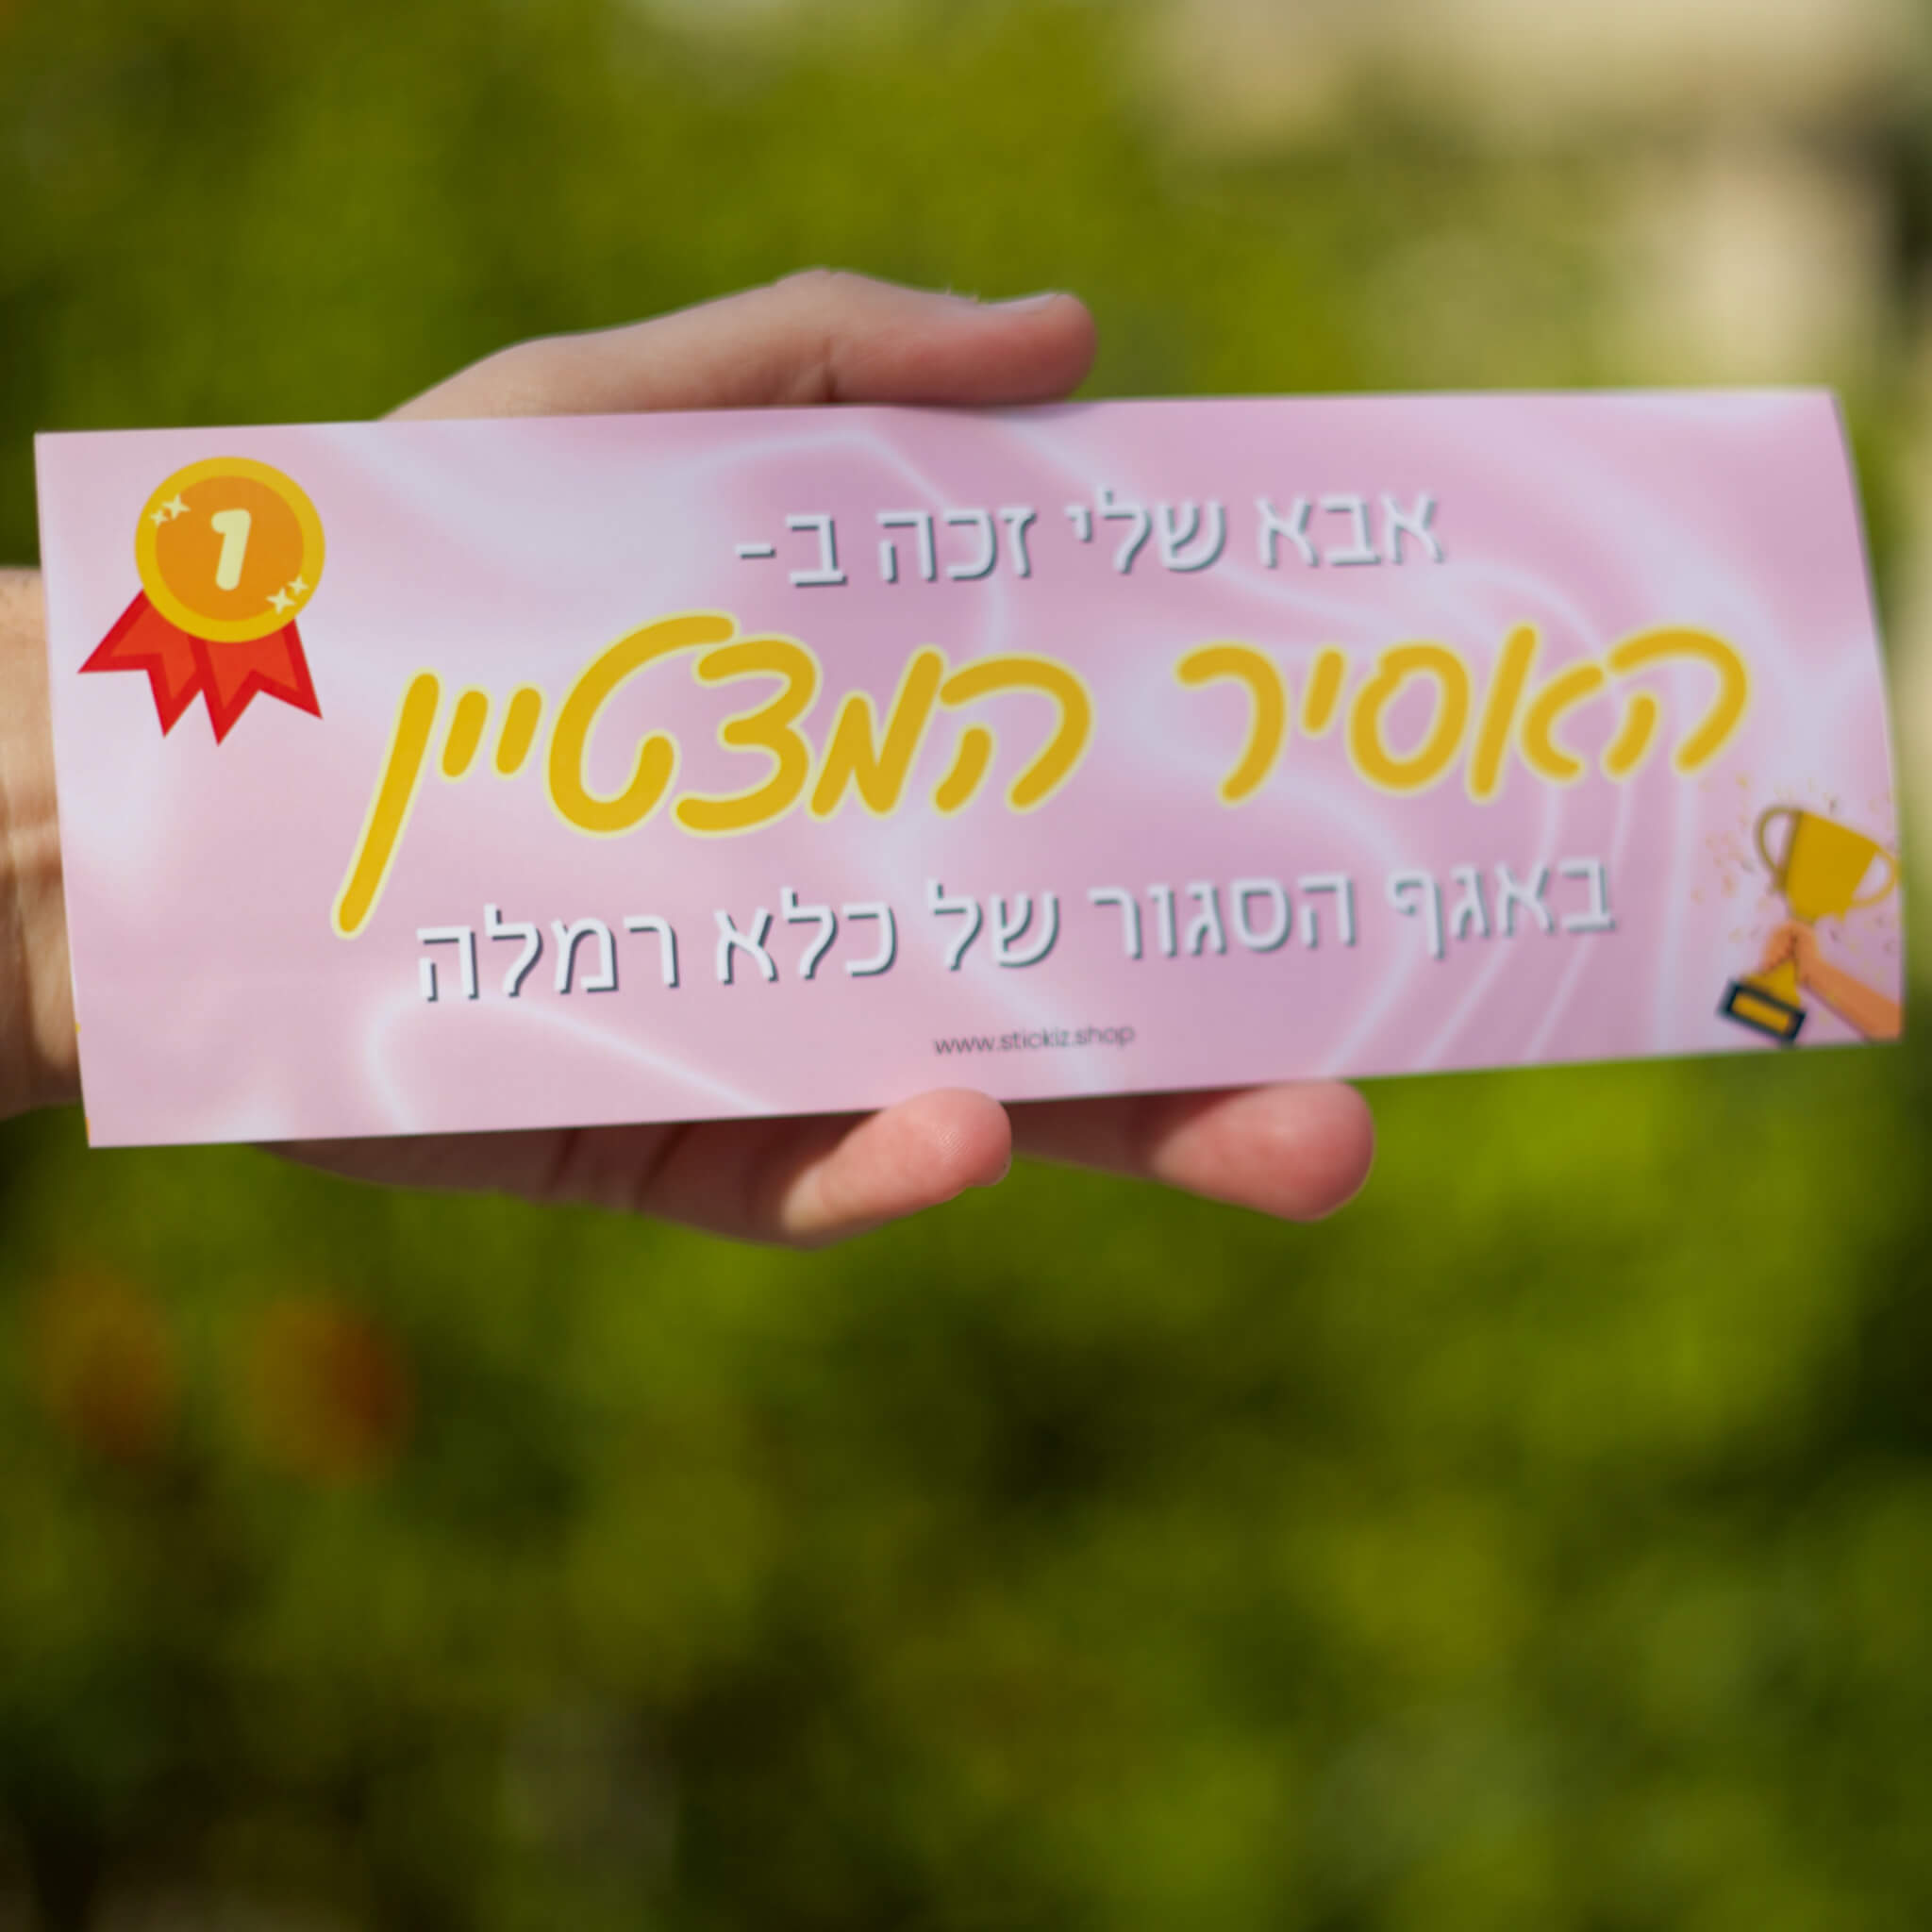 1
אבא שלי זכה ב-
האסיר המצטיין
באגף הסגור של כלא רמלה
www.stickiz.shop